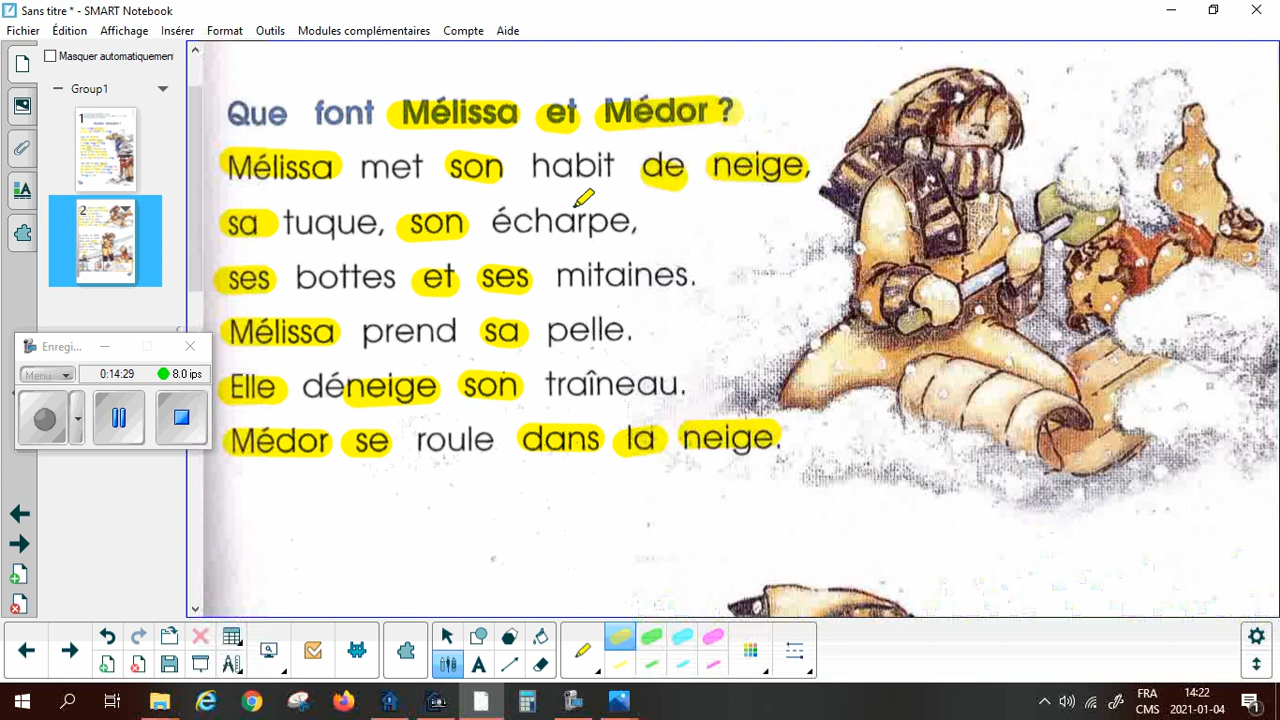 Sans titre * - SMART Notebook
Fichier Édition Affichage Insérer Format Outils Modules complémentaires Compte Aide
Masquer automatiquement
Group1
1
2
Que font Mélissa et Médor ?
Mélissa met son habit de neige,
sa tuque, son écharpe,
ses bottes et ses mitaines.
Mélissa prend sa pelle.
Elle déneige son traîneau.
Médor se roule dans la neige.
Enregi...
Menu
0:14:29 8.0 ips
FRA 14:22
CMS 2021-01-04